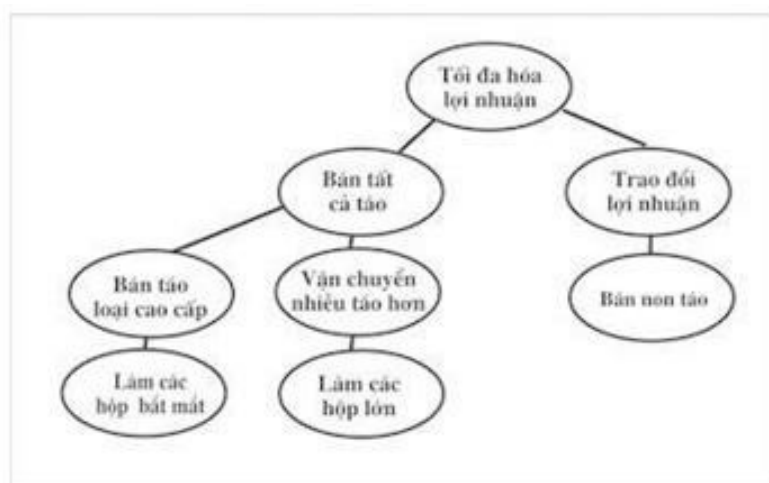 Tối đa hóa
lợi nhuận
Bán tất
cả táo
Trao đổi
lợi nhuận
Bán táo
loại cao cấp
Vận chuyển
nhiều táo hơn
Bán non táo
Làm các
hộp bắt mắt
Làm các
hộp lớn